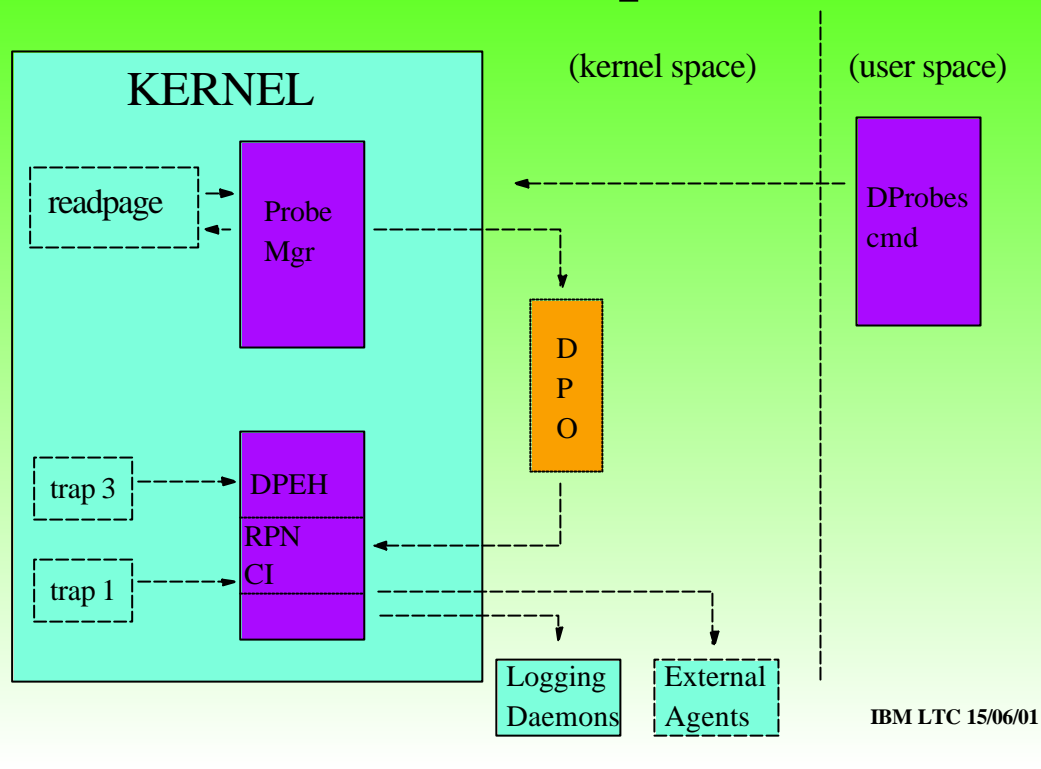 (kernel space)
(user space)
KERNEL
readpage
Probe
Mgr
DProbes
cmd
D
P
O
trap 3
DPEH
RPN
CI
trap 1
Logging
Daemons
External
Agents
IBM LTC 15/06/01